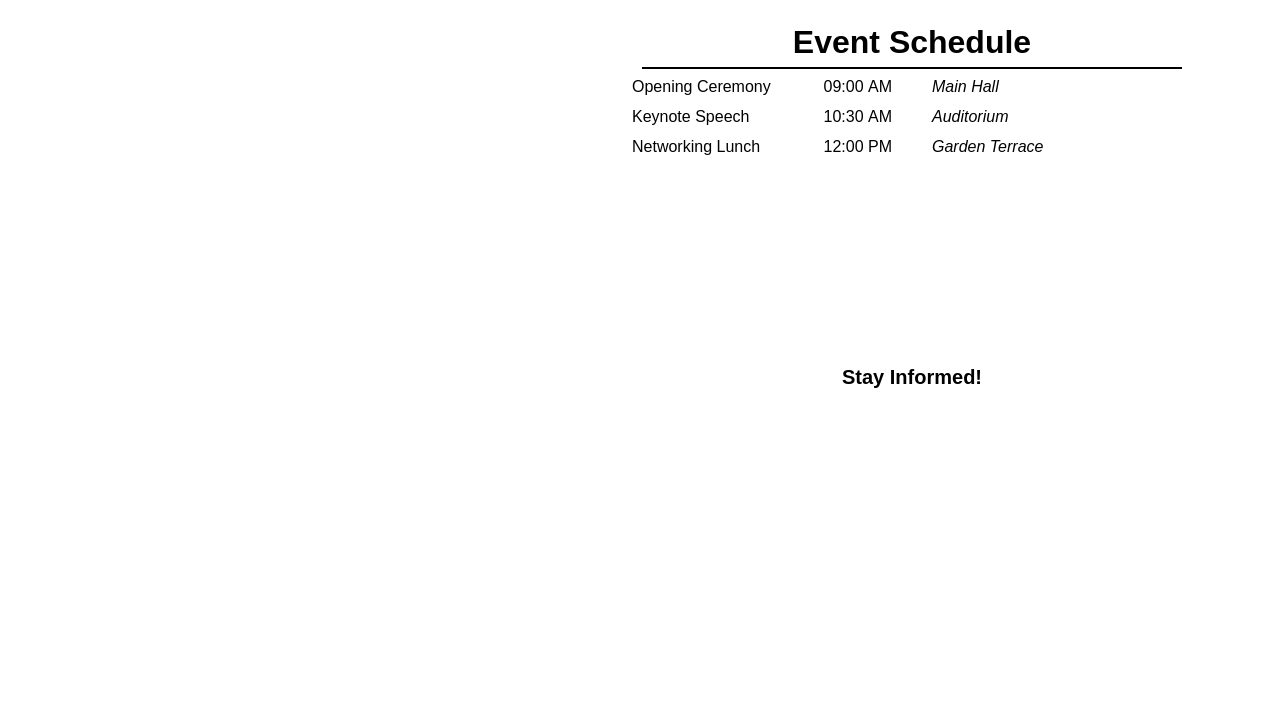 Event Schedule
Opening Ceremony 09:00 AM Main Hall
Keynote Speech 10:30 AM Auditorium
Networking Lunch 12:00 PM Garden Terrace
Stay Informed!